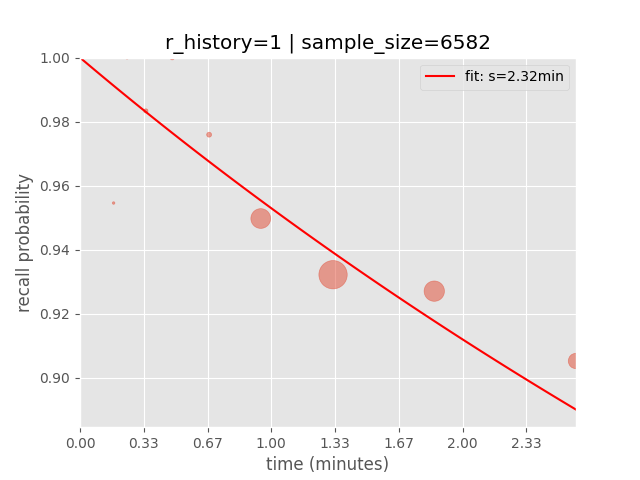 r_history=1 | sample_size=6582
fit: s=2.32min
1.00
0.98
0.96
0.94
0.92
0.90
recall probability
0.00 0.33 0.67 1.00 1.33 1.67 2.00 2.33
time (minutes)